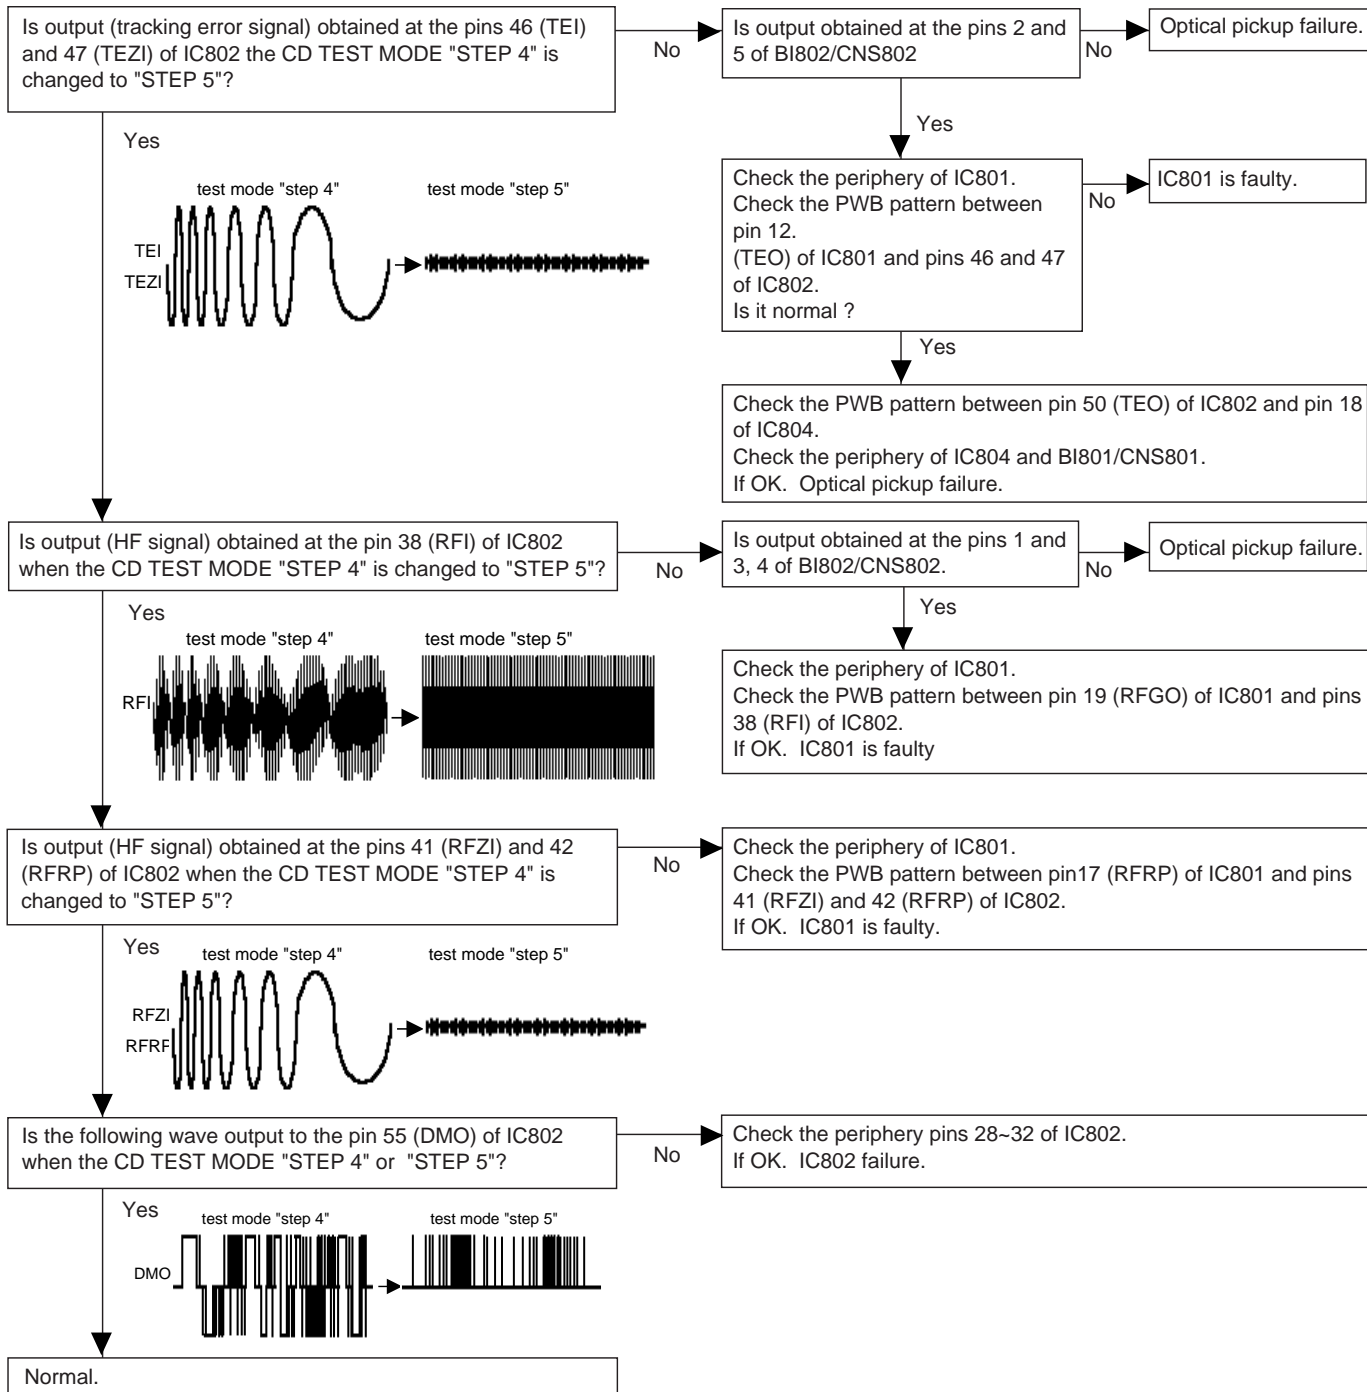 Is output (tracking error signal) obtained at the pins 46 (TEI)
and 47 (TEZI) of IC802 the CD TEST MODE "STEP 4" is
changed to "STEP 5"?
No
Is output obtained at the pins 2 and
5 of BI802/CNS802
No
Optical pickup failure.
Yes
Yes
test mode "step 4"
test mode "step 5"
TEI
TEZI
Check the periphery of IC801.
Check the PWB pattern between
pin 12.
(TEO) of IC801 and pins 46 and 47
of IC802.
Is it normal ?
No
IC801 is faulty.
Yes
Check the PWB pattern between pin 50 (TEO) of IC802 and pin 18
of IC804.
Check the periphery of IC804 and BI801/CNS801.
If OK. Optical pickup failure.
Is output (HF signal) obtained at the pin 38 (RFI) of IC802
when the CD TEST MODE "STEP 4" is changed to "STEP 5"?
No
Is output obtained at the pins 1 and
3, 4 of BI802/CNS802.
No
Optical pickup failure.
Yes
Yes
test mode "step 4"
test mode "step 5"
RFI
Check the periphery of IC801.
Check the PWB pattern between pin 19 (RFGO) of IC801 and pins
38 (RFI) of IC802.
If OK. IC801 is faulty
Is output (HF signal) obtained at the pins 41 (RFZI) and 42
(RFRP) of IC802 when the CD TEST MODE "STEP 4" is
changed to "STEP 5"?
No
Check the periphery of IC801.
Check the PWB pattern between pin17 (RFRP) of IC801 and pins
41 (RFZI) and 42 (RFRP) of IC802.
If OK. IC801 is faulty.
Yes
test mode "step 4"
test mode "step 5"
RFZI
RFRF
Is the following wave output to the pin 55 (DMO) of IC802
when the CD TEST MODE "STEP 4" or "STEP 5"?
No
Check the periphery pins 28~32 of IC802.
If OK. IC802 failure.
Yes
test mode "step 4"
test mode "step 5"
DMO
Normal.